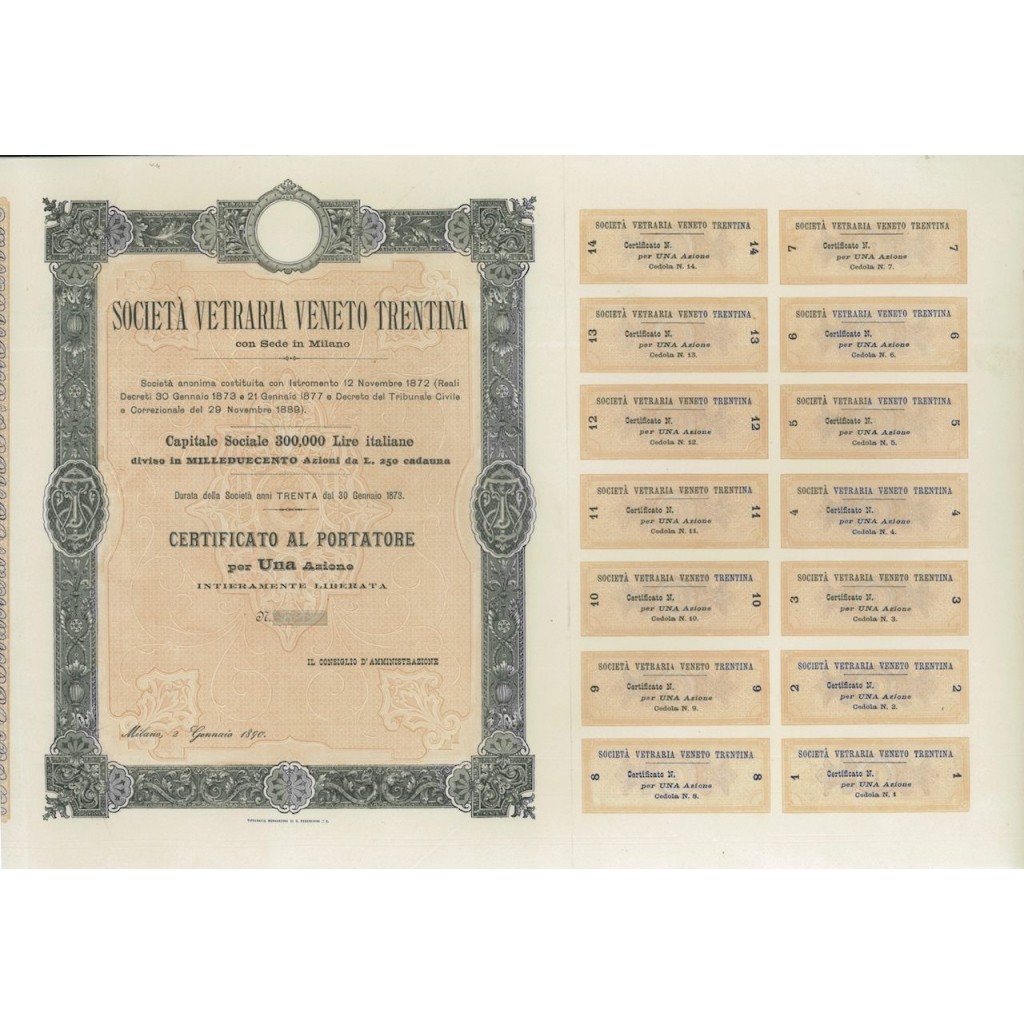 SOCIETÀ VETRARIA VENETO TRENTINA
con Sede in Milano
Società anonima costituita con Istromento 12 Novembre 1872 (Reali
Decreti 30 Gennaio 1873 e 21 Gennaio 1877 e Decreto del Tribunale Civile
e Correzionale del 29 Novembre 1889).
Capitale Sociale 300,000 Lire italiane
diviso in MILLEDUECENTO Azioni da L. 250 cadauna
Durata della Società anni TRENTA dal 30 Gennaio 1873.
CERTIFICATO AL PORTATORE
per Una Azione
INTIERAMENTE LIBERATA
N.
IL CONSIGLIO D'AMMINISTRAZIONE
Milano, 2 Gennaio 1890.
14 SOCIETÀ VETRARIA VENETO TRENTINA 14
Certificato N.
per UNA Azione
Cedola N. 14.
7 SOCIETÀ VETRARIA VENETO TRENTINA 7
Certificato N.
per UNA Azione
Cedola N. 7.
13 SOCIETÀ VETRARIA VENETO TRENTINA 13
Certificato N.
per UNA Azione
Cedola N. 13.
6 SOCIETÀ VETRARIA VENETO TRENTINA 6
Certificato N.
per UNA Azione
Cedola N. 6.
12 SOCIETÀ VETRARIA VENETO TRENTINA 12
Certificato N.
per UNA Azione
Cedola N. 12.
5 SOCIETÀ VETRARIA VENETO TRENTINA 5
Certificato N.
per UNA Azione
Cedola N. 5.
11 SOCIETÀ VETRARIA VENETO TRENTINA 11
Certificato N.
per UNA Azione
Cedola N. 11.
4 SOCIETÀ VETRARIA VENETO TRENTINA 4
Certificato N.
per UNA Azione
Cedola N. 4.
10 SOCIETÀ VETRARIA VENETO TRENTINA 10
Certificato N.
per UNA Azione
Cedola N. 10.
3 SOCIETÀ VETRARIA VENETO TRENTINA 3
Certificato N.
per UNA Azione
Cedola N. 3.
9 SOCIETÀ VETRARIA VENETO TRENTINA 9
Certificato N.
per UNA Azione
Cedola N. 9.
2 SOCIETÀ VETRARIA VENETO TRENTINA 2
Certificato N.
per UNA Azione
Cedola N. 2.
8 SOCIETÀ VETRARIA VENETO TRENTINA 8
Certificato N.
per UNA Azione
Cedola N. 8.
1 SOCIETÀ VETRARIA VENETO TRENTINA 1
Certificato N.
per UNA Azione
Cedola N. 1